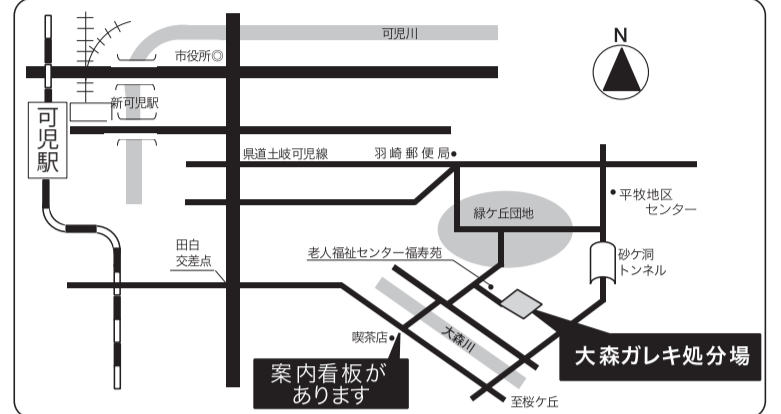 可児川
N
市役所◎
新可児駅
可児駅
県道土岐可児線
羽崎郵便局
平牧地区
センター
緑ケ丘団地
田白
交差点
老人福祉センター福寿苑
砂ケ洞
トンネル
大森川
喫茶店
大森ガレキ処分場
案内看板が
あります
至桜ケ丘